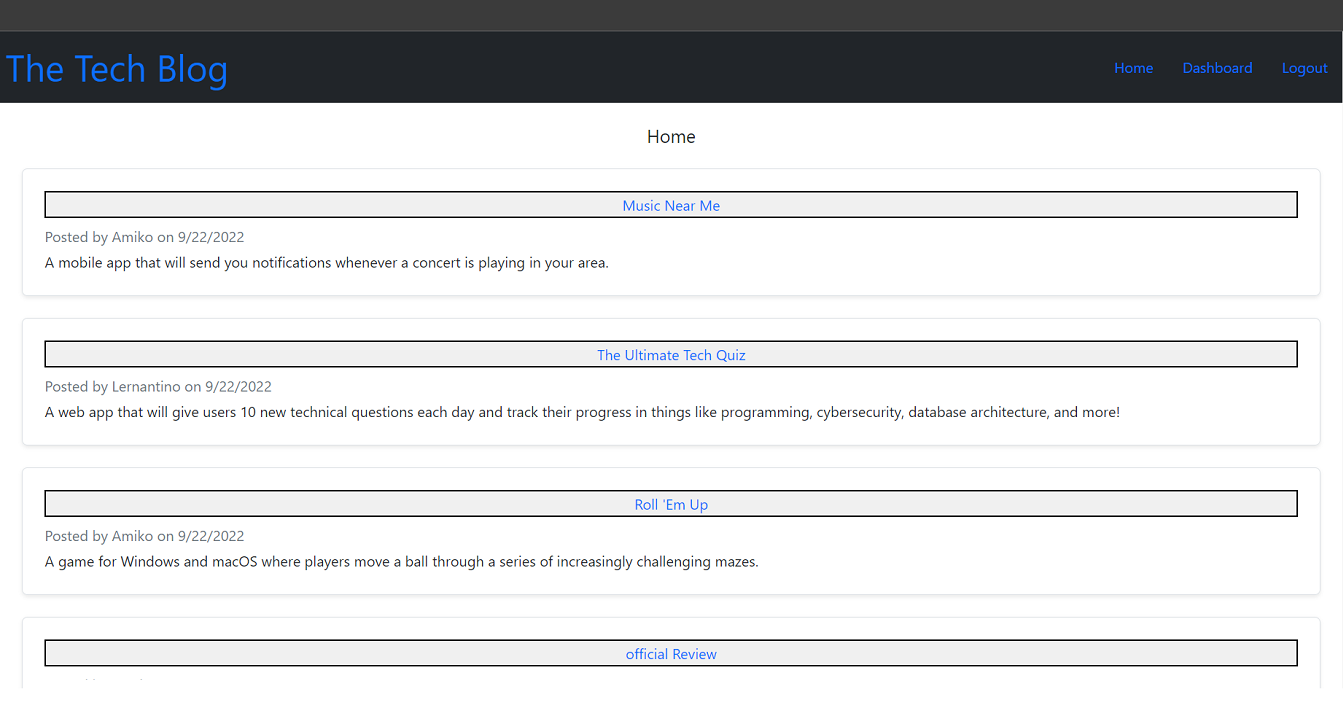 The Tech Blog
Home Dashboard Logout
Home
Music Near Me
Posted by Amiko on 9/22/2022
A mobile app that will send you notifications whenever a concert is playing in your area.
The Ultimate Tech Quiz
Posted by Lernantino on 9/22/2022
A web app that will give users 10 new technical questions each day and track their progress in things like programming, cybersecurity, database architecture, and more!
Roll 'Em Up
Posted by Amiko on 9/22/2022
A game for Windows and macOS where players move a ball through a series of increasingly challenging mazes.
official Review